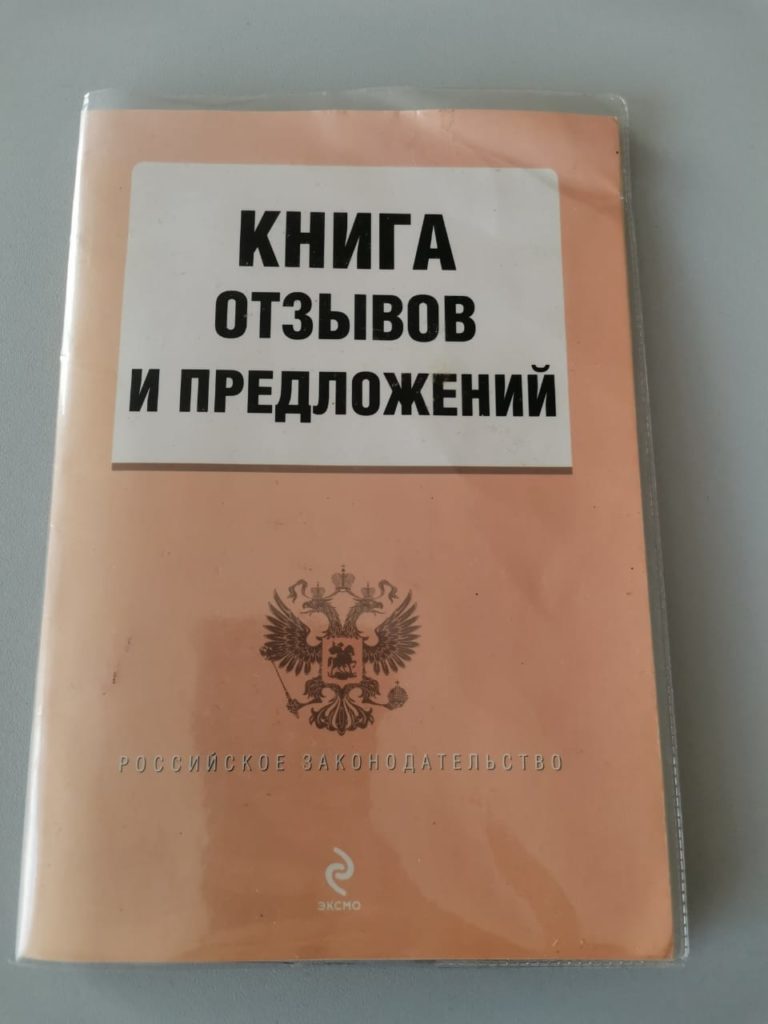 КНИГА
ОТЗЫВОВ
И ПРЕДЛОЖЕНИЙ
РОССИЙСКОЕ ЗАКОНОДАТЕЛЬСТВО
ЭКСМО